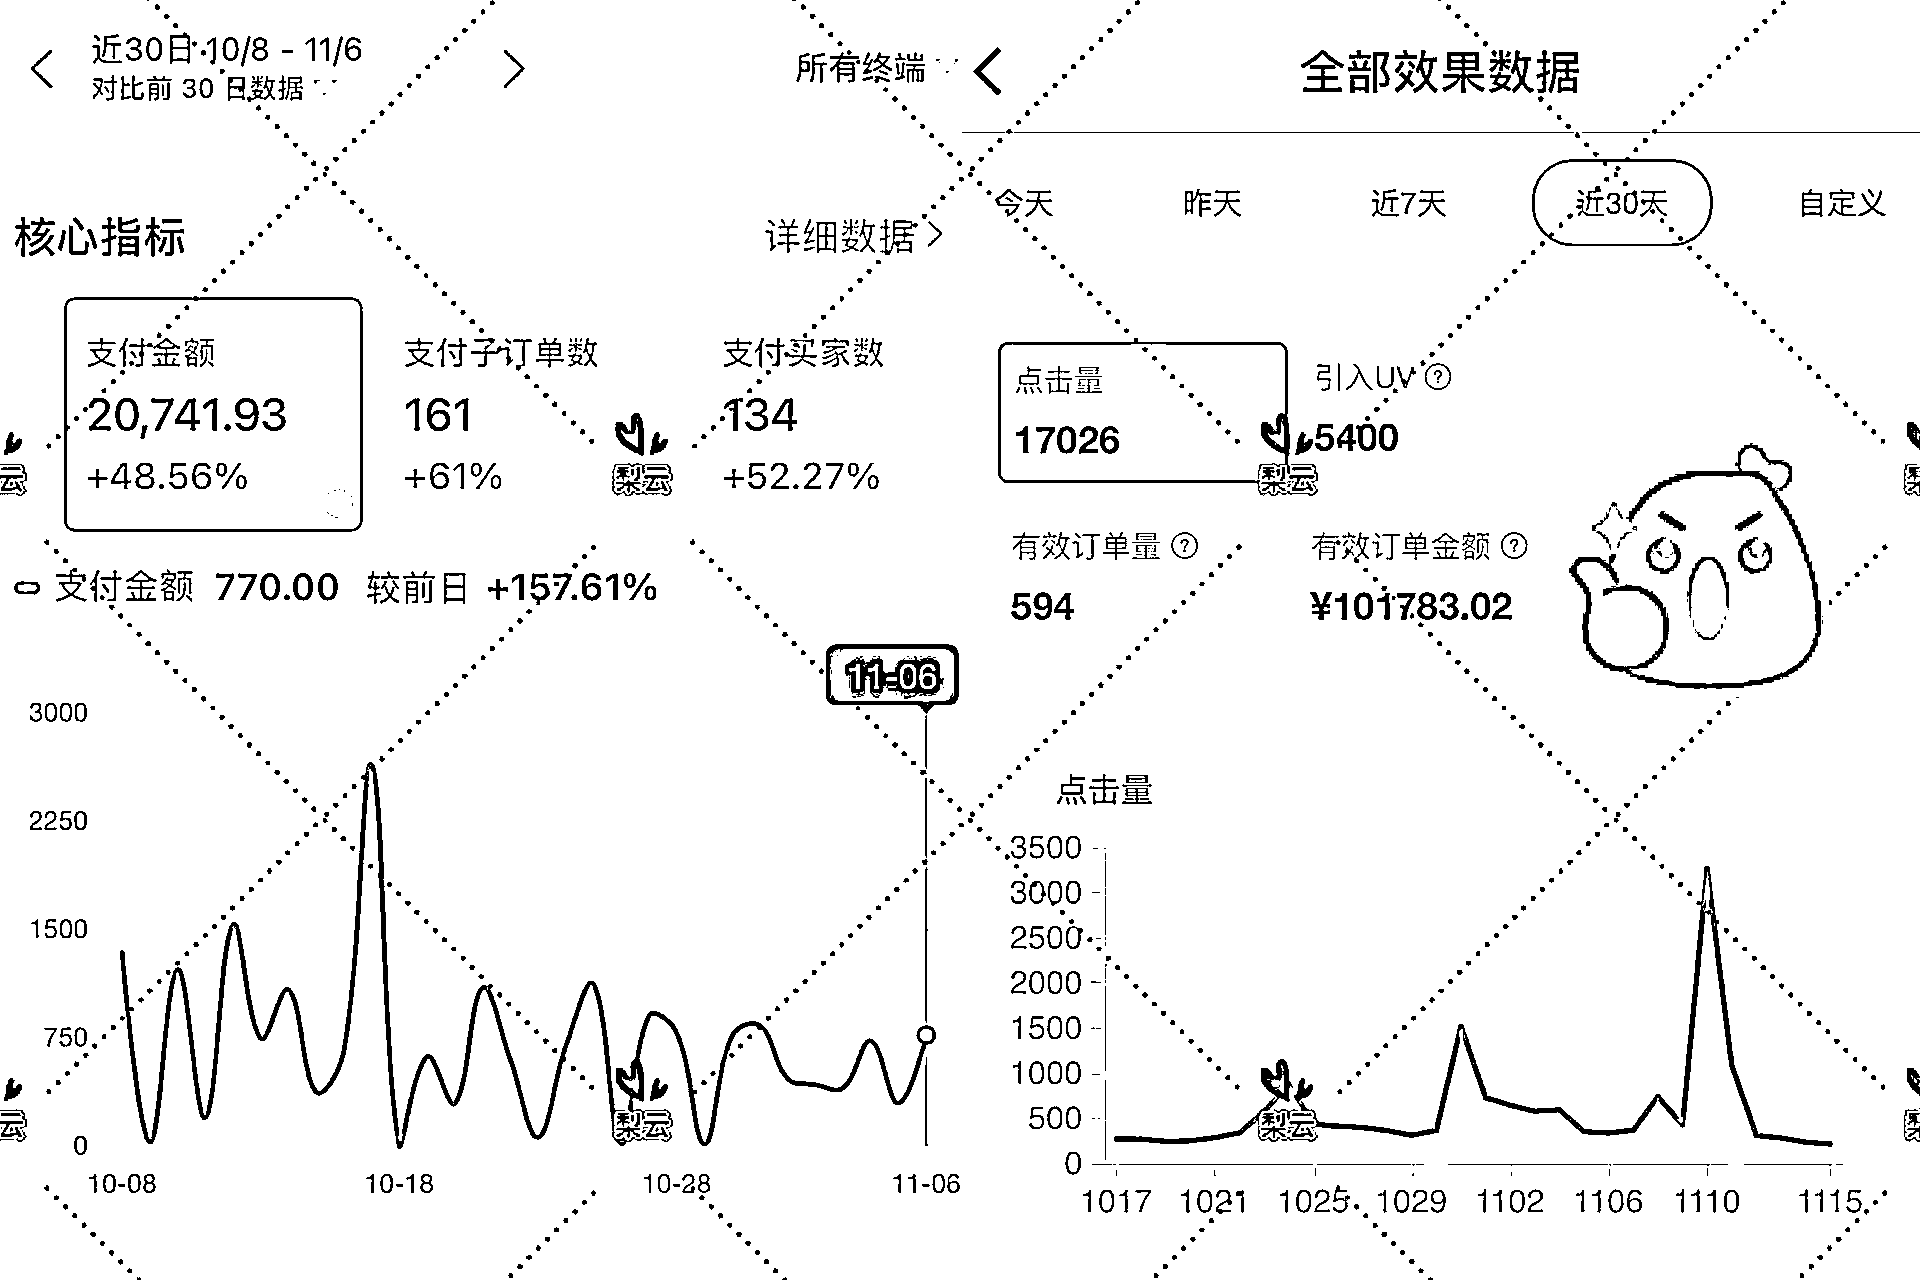 近30日 10/8 - 11/6
对比前 30 日数据
所有终端
核心指标
详细数据
支付金额
20,741.93
+48.56%
支付子订单数
161
+61%
支付买家数
134
+52.27%
支付金额 770.00 较前日 +157.61%
11-06
3000
2250
1500
750
0
10-08 10-18 10-28 11-06
全部效果数据
今天 昨天 近7天 近30天 自定义
点击量
17026
引入UV ?
5400
有效订单量 ?
594
有效订单金额 ?
¥101783.02
点击量
3500
3000
2500
2000
1500
1000
500
0
1017 1021 1025 1029 1102 1106 1110 1115
梨云
梨云
梨云
梨云